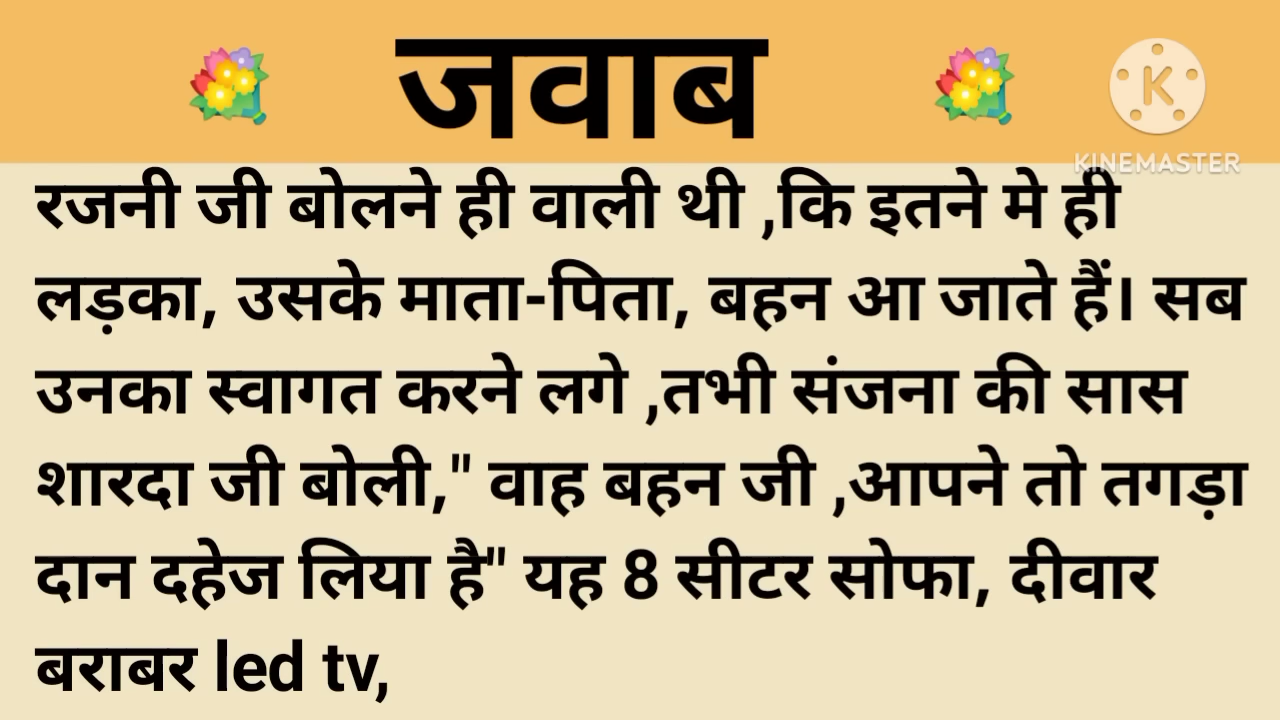 जवाब
KINEMASTER
रजनी जी बोलने ही वाली थी ,कि इतने मे ही
लड़का, उसके माता-पिता, बहन आ जाते हैं। सब
उनका स्वागत करने लगे ,तभी संजना की सास
शारदा जी बोली," वाह बहन जी ,आपने तो तगड़ा
दान दहेज लिया है" यह 8 सीटर सोफा, दीवार
बराबर led tv,